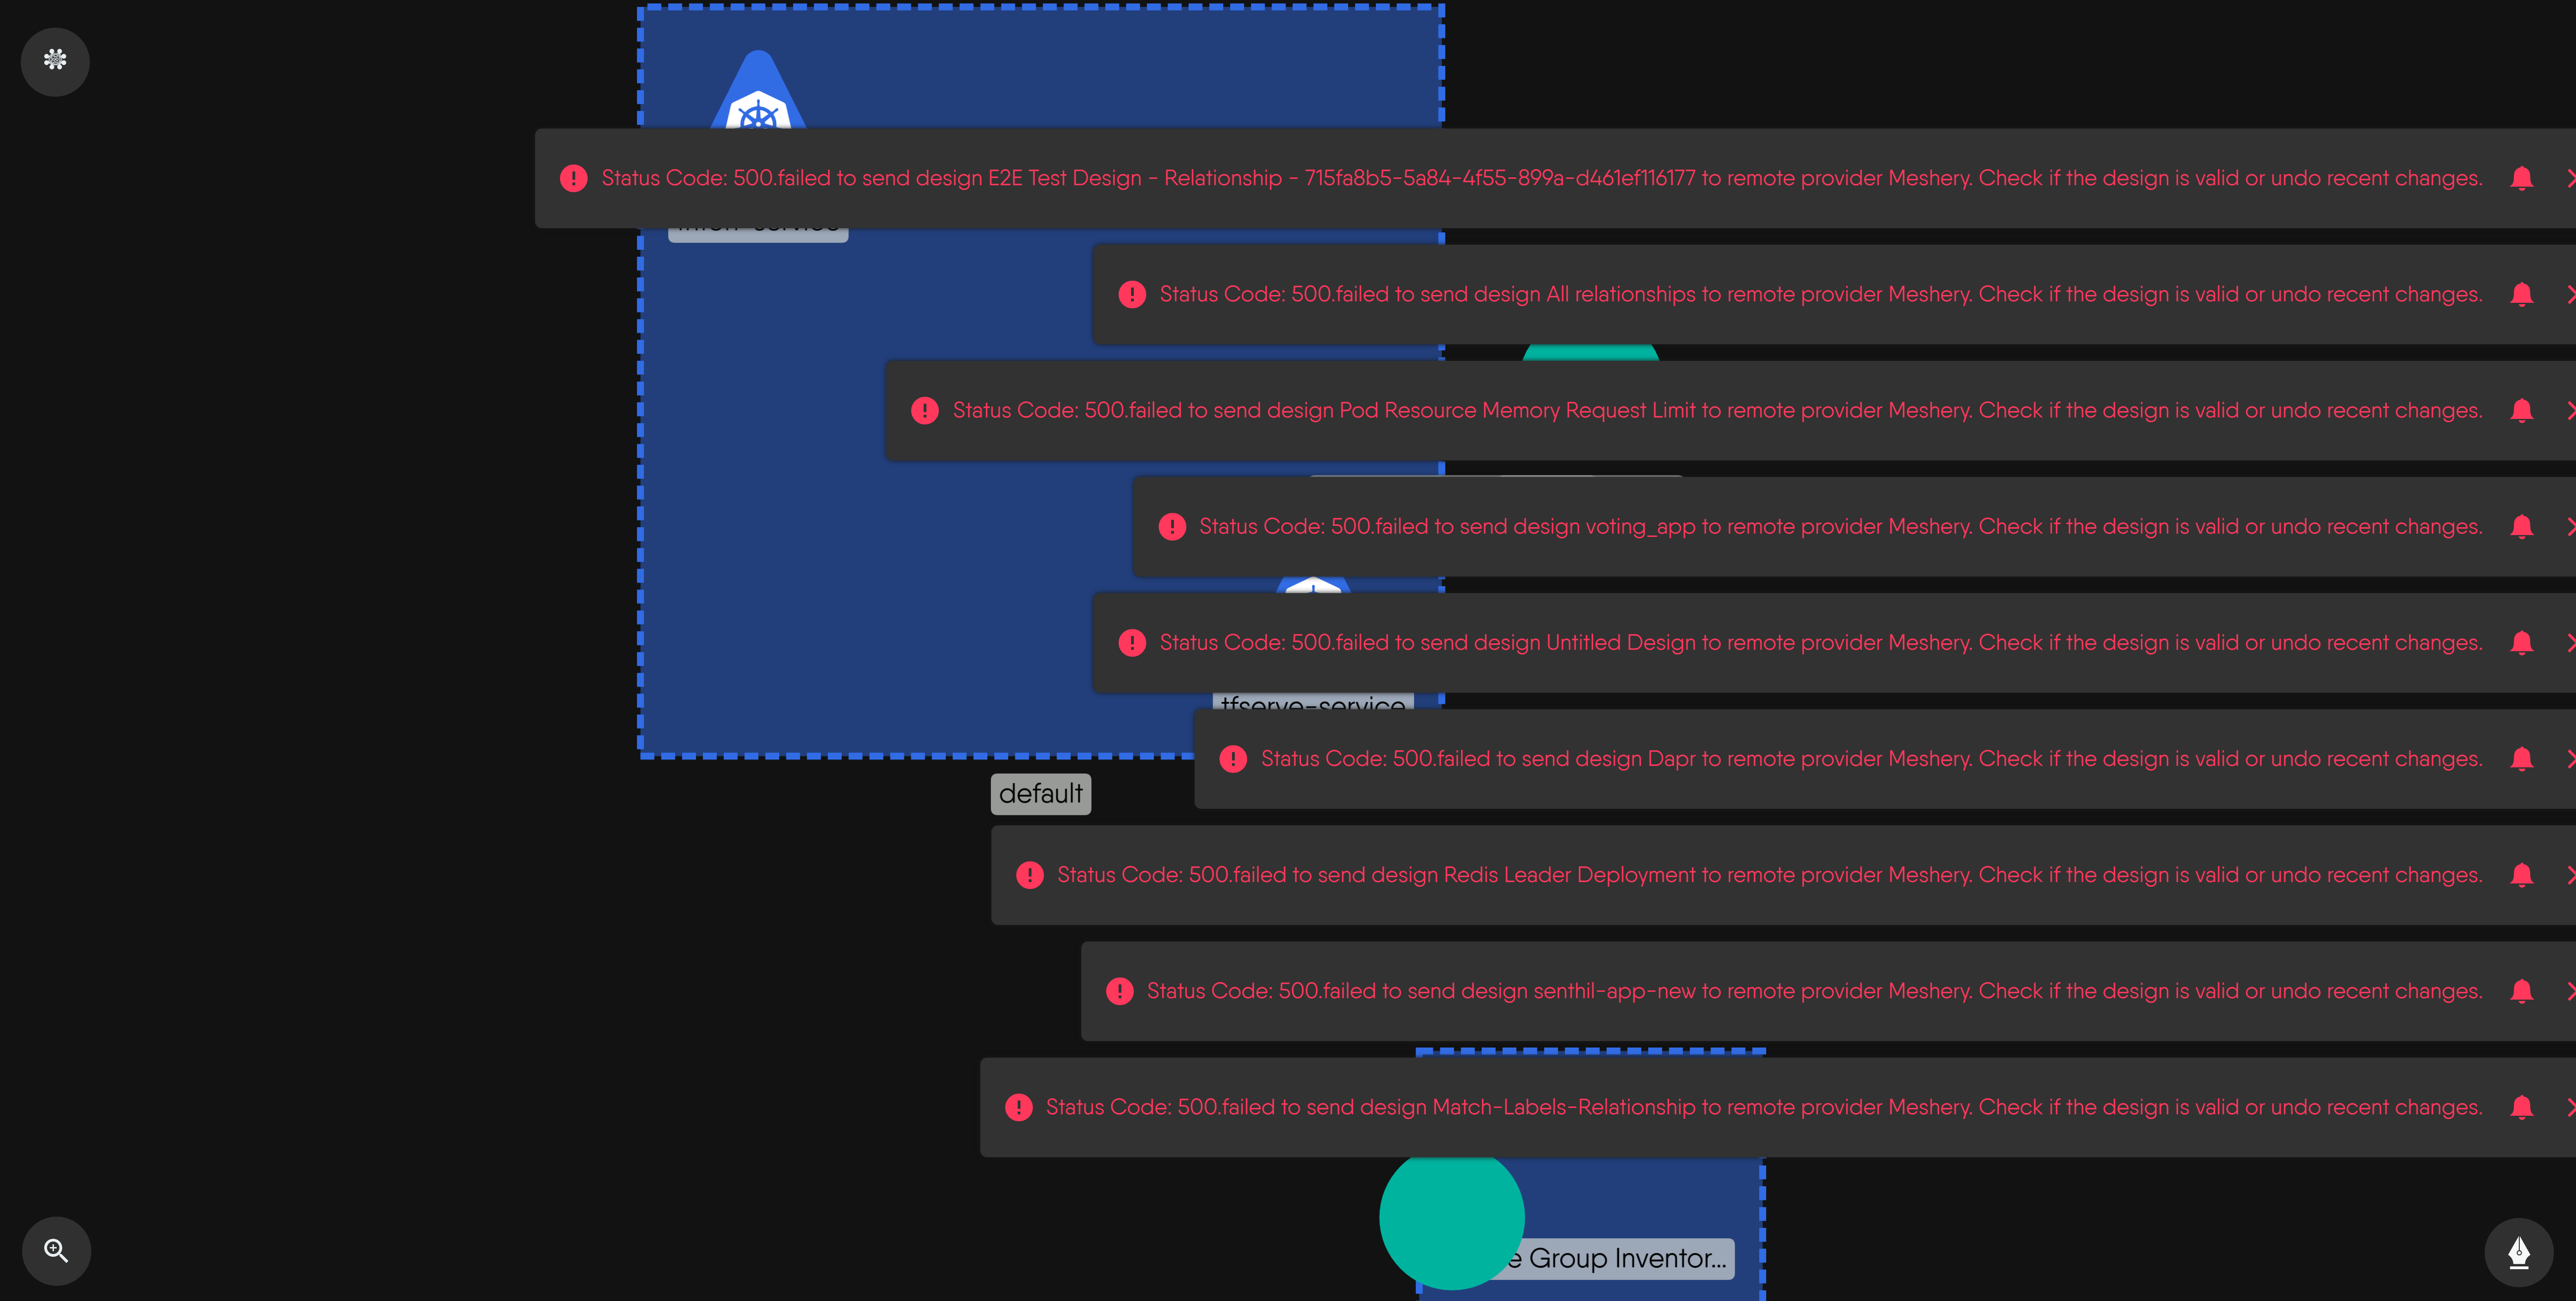 Status Code: 500.failed to send design E2E Test Design - Relationship - 715fa8b5-5a84-4f55-899a-d461ef116177 to remote provider Meshery. Check if the design is valid or undo recent changes.
Status Code: 500.failed to send design All relationships to remote provider Meshery. Check if the design is valid or undo recent changes.
Status Code: 500.failed to send design Pod Resource Memory Request Limit to remote provider Meshery. Check if the design is valid or undo recent changes.
Status Code: 500.failed to send design voting_app to remote provider Meshery. Check if the design is valid or undo recent changes.
Status Code: 500.failed to send design Untitled Design to remote provider Meshery. Check if the design is valid or undo recent changes.
tfserve-service
Status Code: 500.failed to send design Dapr to remote provider Meshery. Check if the design is valid or undo recent changes.
default
Status Code: 500.failed to send design Redis Leader Deployment to remote provider Meshery. Check if the design is valid or undo recent changes.
Status Code: 500.failed to send design senthil-app-new to remote provider Meshery. Check if the design is valid or undo recent changes.
Status Code: 500.failed to send design Match-Labels-Relationship to remote provider Meshery. Check if the design is valid or undo recent changes.
Group Inventor...